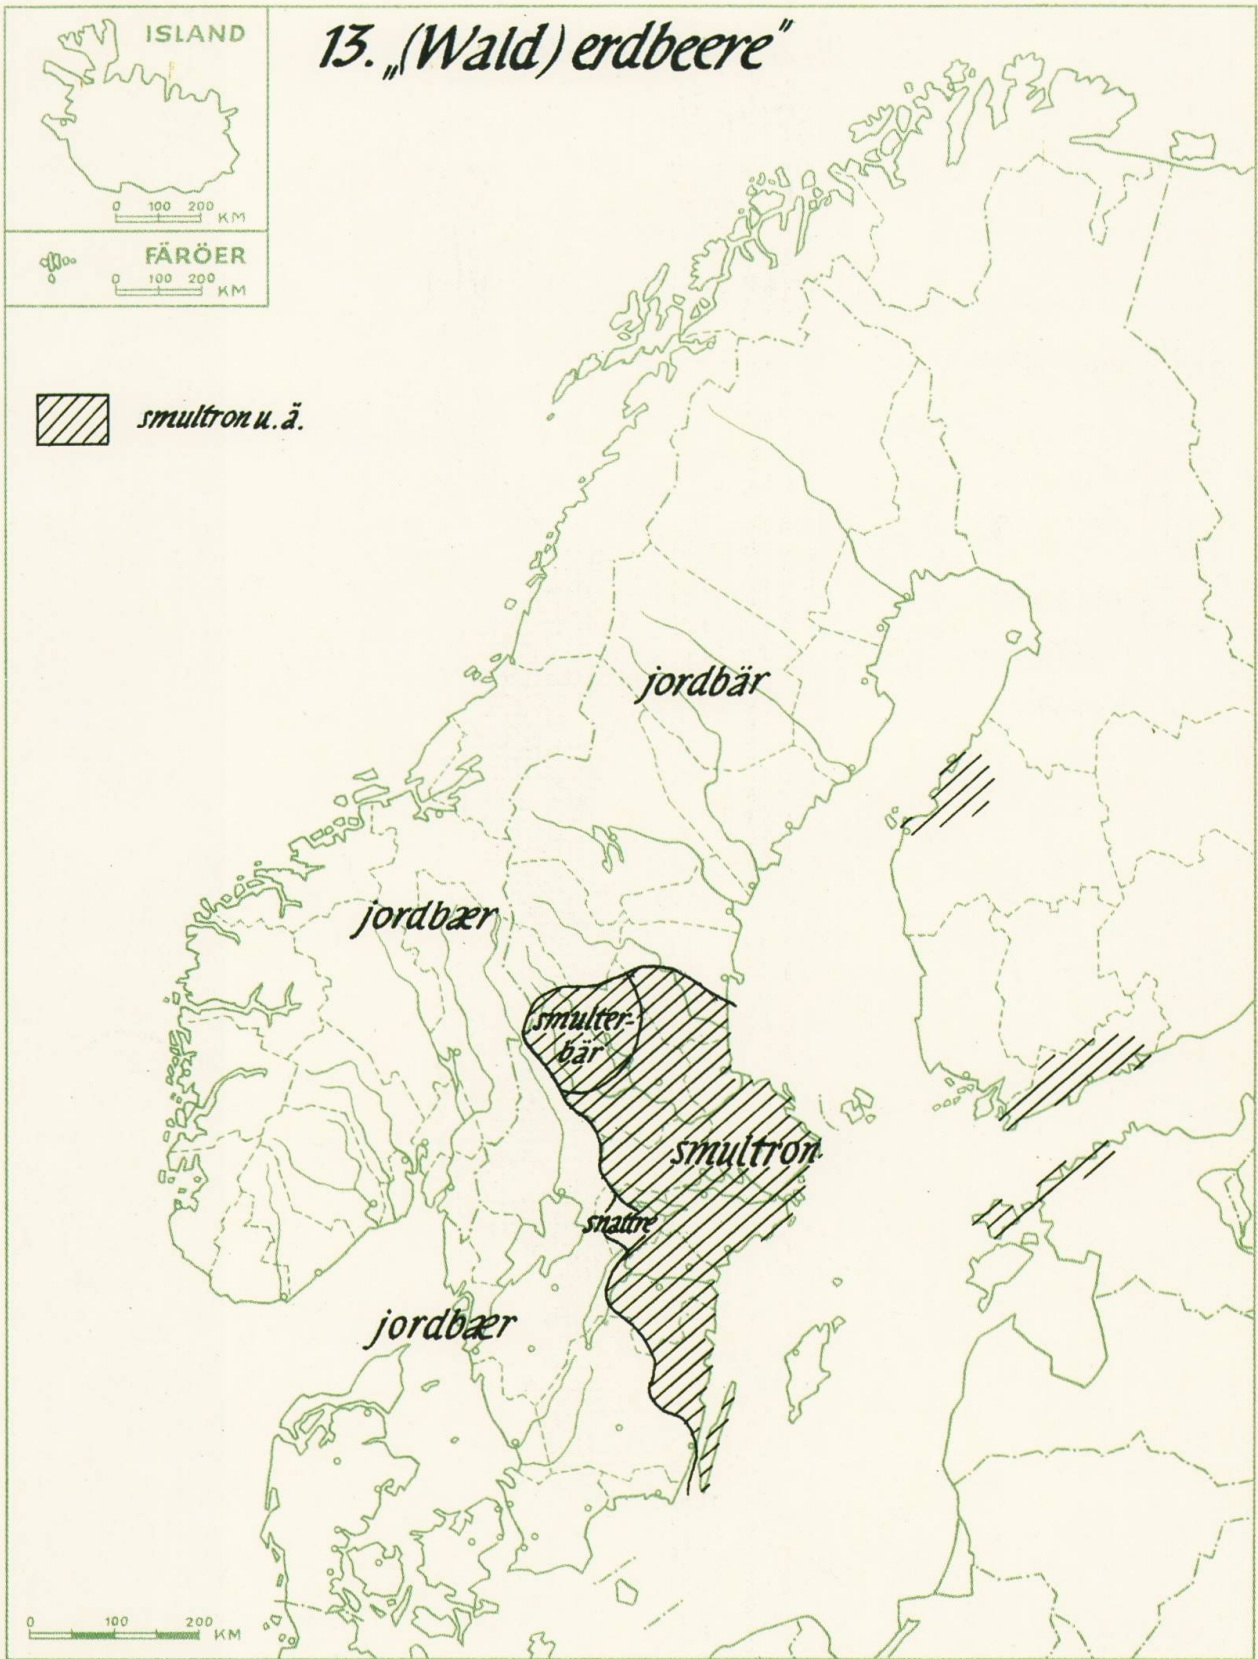 13. „(Wald) erdbeere"
ISLAND
0 100 200 KM
FÄRÖER
0 100 200 KM
smultron u. ä.
jordbär
jordbær
smulter-
bär
smultron
snattre
jordbær
0 100 200 KM